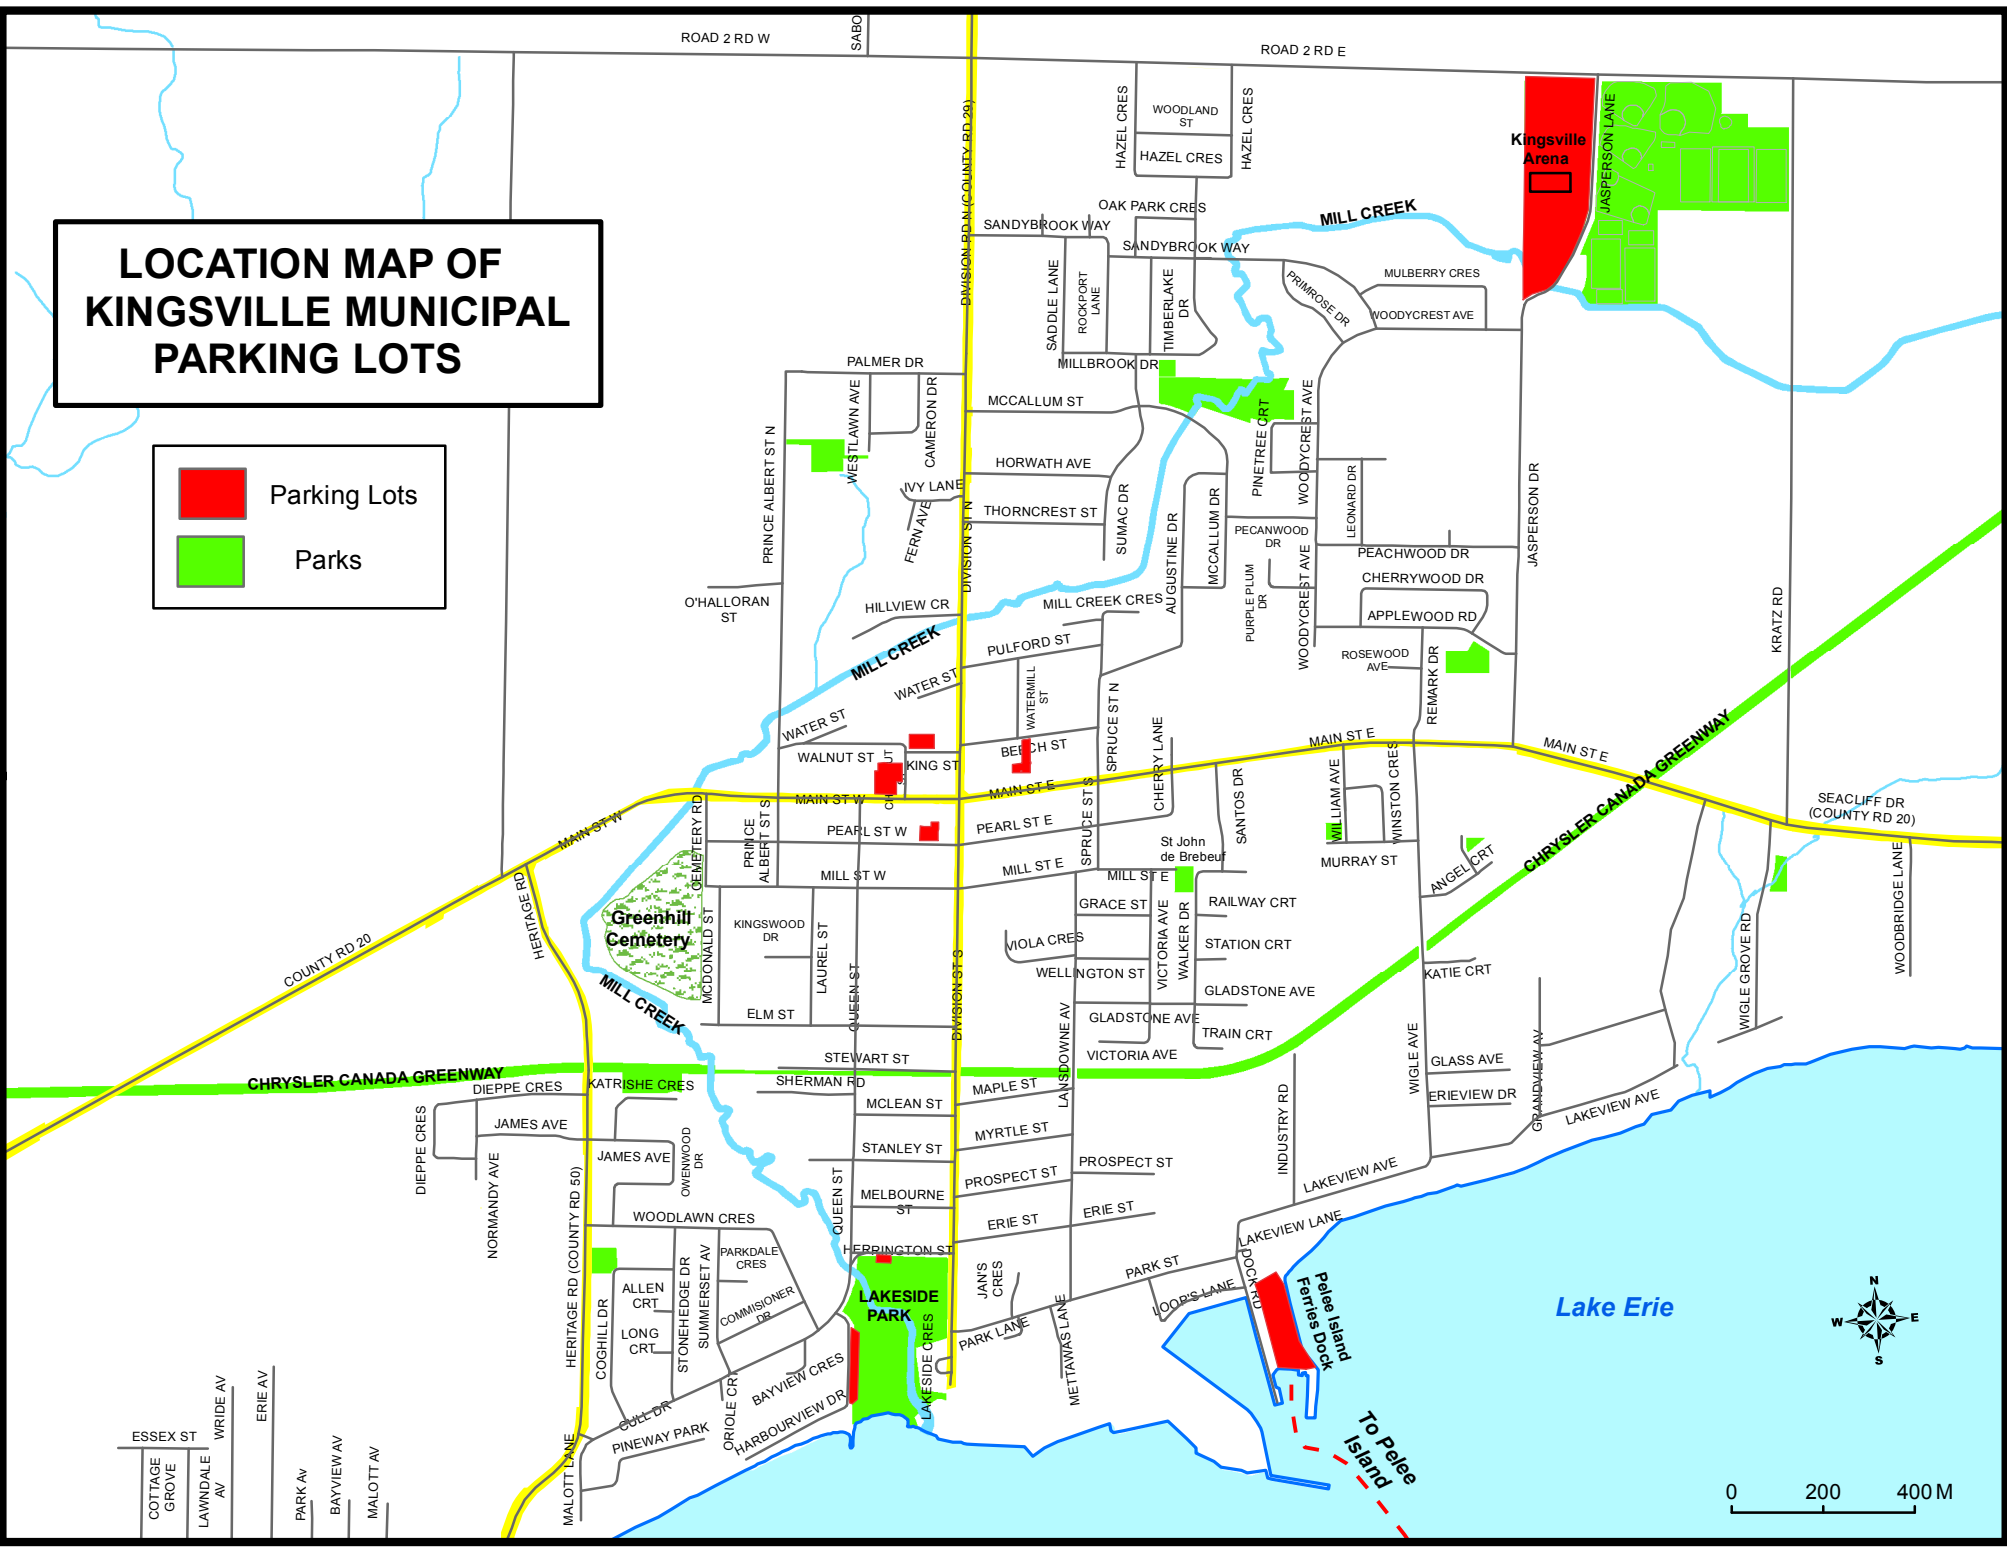 ROAD 2 RD W
SABO
ROAD 2 RD E
HAZEL CRES
WOODLAND
ST
HAZEL CRES
HAZEL CRES
DIVISION RD N (COUNTY RD 29)
Kingsville
Arena
JASPERSON LANE
OAK PARK CRES
SANDYBROOK WAY
SANDYBROOK WAY
MILL CREEK
LOCATION MAP OF
KINGSVILLE MUNICIPAL
PARKING LOTS
SADDLE LANE
ROCKPORT
LANE
TIMBERLAKE
DR
PRIMROSE DR
MULBERRY CRES
WOODYCREST AVE
PALMER DR
MILLBROOK DR
WESTLAWN AVE
CAMERON DR
MCCALLUM ST
PINETREE CRT
WOODYCREST AVE
PRINCE ALBERT ST N
HORWATH AVE
LEONARD DR
JASPERSON DR
Parking Lots
IVY LANE
FERN AVE
THORNCREST ST
SUMAC DR
AUGUSTINE DR
MCCALLUM DR
PECANWOOD
DR
Parks
DIVISION ST N
PEACHWOOD DR
CHERRYWOOD DR
APPLEWOOD RD
PURPLE PLUM
DR
WOODYCREST AVE
O'HALLORAN
ST
HILLVIEW CR
MILL CREEK CRES
KRATZ RD
MILL CREEK
PULFORD ST
ROSEWOOD
AVE
REMARK DR
WATER ST
WATERMILL
ST
SPRUCE ST N
CHERRY LANE
WATER ST
WALNUT ST
KING ST
BEECH ST
MAIN ST E
MAIN ST E
CHRYSLER CANADA GREENWAY
MAIN ST W
MAIN ST W
MAIN ST E
SANTOS DR
WILLIAM AVE
WINSTON CRES
SEACLIFF DR
(COUNTY RD 20)
CEMETERY RD
PRINCE
ALBERT ST S
PEARL ST W
PEARL ST E
SPRUCE ST S
St John
de Brebeuf
MURRAY ST
ANGEL CRT
MILL ST W
MILL ST E
MILL ST E
WOODBRIDGE LANE
HERITAGE RD
Greenhill
Cemetery
MCDONALD ST
KINGSWOOD
DR
LAUREL ST
QUEEN ST
DIVISION ST S
GRACE ST
VICTORIA AVE
WALKER DR
RAILWAY CRT
VIOLA CRES
STATION CRT
WELLINGTON ST
KATIE CRT
WIGLE GROVE RD
COUNTY RD 20
MILL CREEK
ELM ST
GLADSTONE AVE
GLADSTONE AVE
TRAIN CRT
LANSDOWNE AV
STEWART ST
VICTORIA AVE
WIGLE AVE
GLASS AVE
GRANDVIEW AV
CHRYSLER CANADA GREENWAY
DIEPPE CRES
KATRISHE CRES
SHERMAN RD
MAPLE ST
ERIEVIEW DR
LAKEVIEW AVE
MCLEAN ST
INDUSTRY RD
DIEPPE CRES
JAMES AVE
MYRTLE ST
JAMES AVE
OWENWOOD
DR
STANLEY ST
NORMANDY AVE
PROSPECT ST
PROSPECT ST
LAKEVIEW AVE
HERITAGE RD (COUNTY RD 50)
QUEEN ST
MELBOURNE
ST
WOODLAWN CRES
ERIE ST
ERIE ST
LAKEVIEW LANE
HERRINGTON ST
STONEHEDGE DR
SUMMERSET AV
PARKDALE
CRES
JAN'S
CRES
PARK ST
DOCK RD
ALLEN
CRT
COMMISIONER
DR
LAKESIDE
PARK
LOOP'S LANE
Pelee Island
Ferries Dock
Lake Erie
N
W
E
S
COGHILL DR
LONG
CRT
PARK LANE
METTAWAS LANE
LAKESIDE CRES
BAYVIEW CRES
HARBOURVIEW DR
ORIOLE CR
CULL DR
PINEWAY PARK
To Pelee
Island
MALOTT LANE
ESSEX ST
COTTAGE
GROVE
LAWNDALE
AV
WRIDE AV
ERIE AV
PARK Av
BAYVIEW AV
MALOTT AV
0 200 400 M